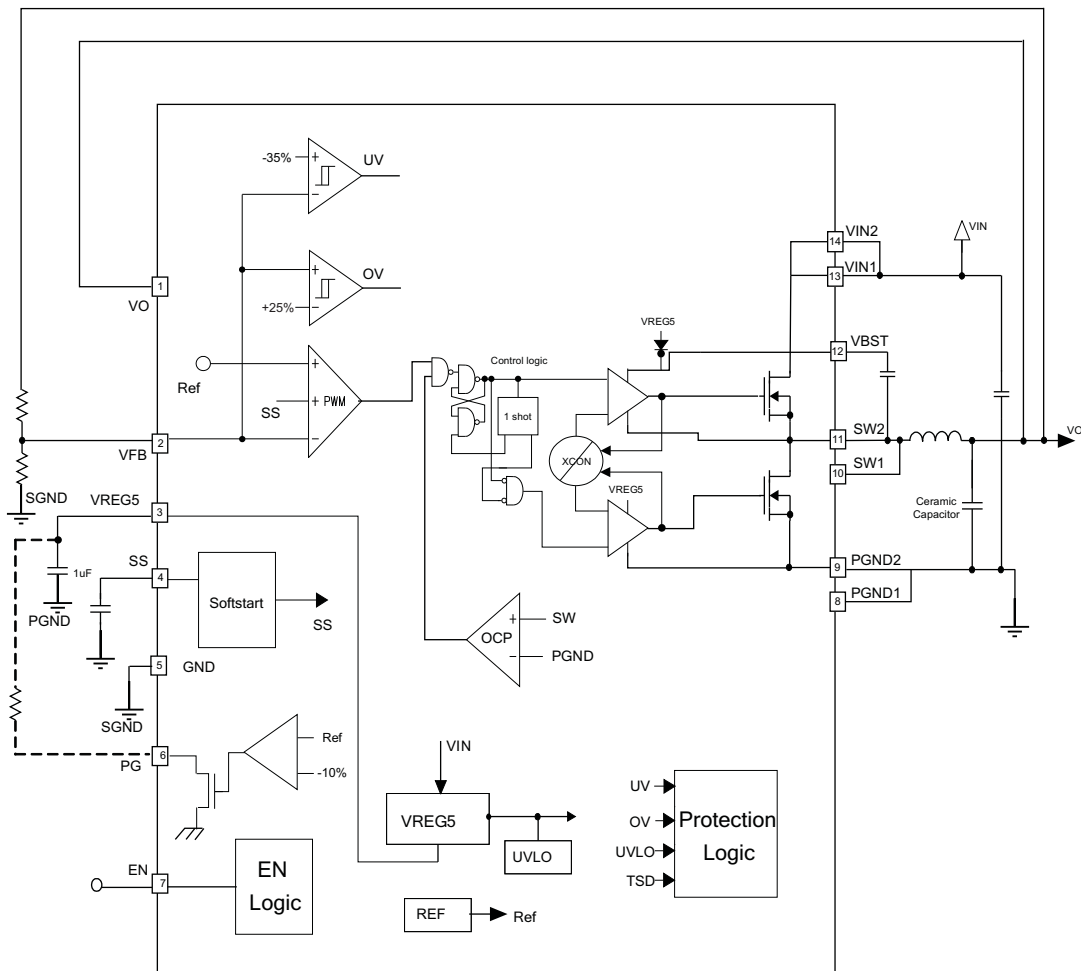 -35%
+
−
UV
+
−
OV
+25%
VIN2
14
VIN
VIN1
13
1
VO
VREG5
VBST
12
Ref
+
SS
+
PWM
−
Control logic
1 shot
XCON
VREG5
2
VFB
SW2
11
SW1
10
VO
SGND
VREG5
3
1uF
PGND
SS
4
Softstart
SS
Ceramic
Capacitor
PGND2
9
PGND1
8
OCP
+
SW
−
PGND
5
GND
SGND
6
PG
Ref
-10%
VIN
VREG5
UVLO
UV
OV
UVLO
TSD
Protection
Logic
EN
7
EN
Logic
REF
Ref